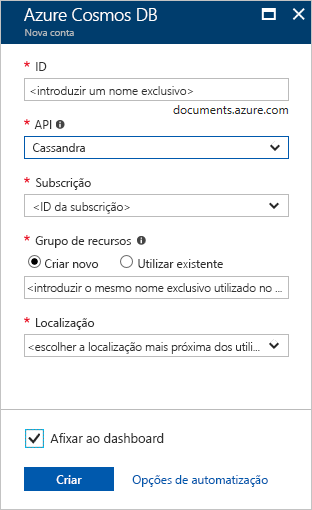 Azure Cosmos DB
Nova conta
* ID
<introduzir um nome exclusivo>
documents.azure.com
* API
Cassandra
* Subscrição
<ID da subscrição>
* Grupo de recursos
Criar novo Utilizar existente
<introduzir o mesmo nome exclusivo utilizado no ...
* Localização
<escolher a localização mais próxima dos utili...
Afixar ao dashboard
Criar Opções de automatização